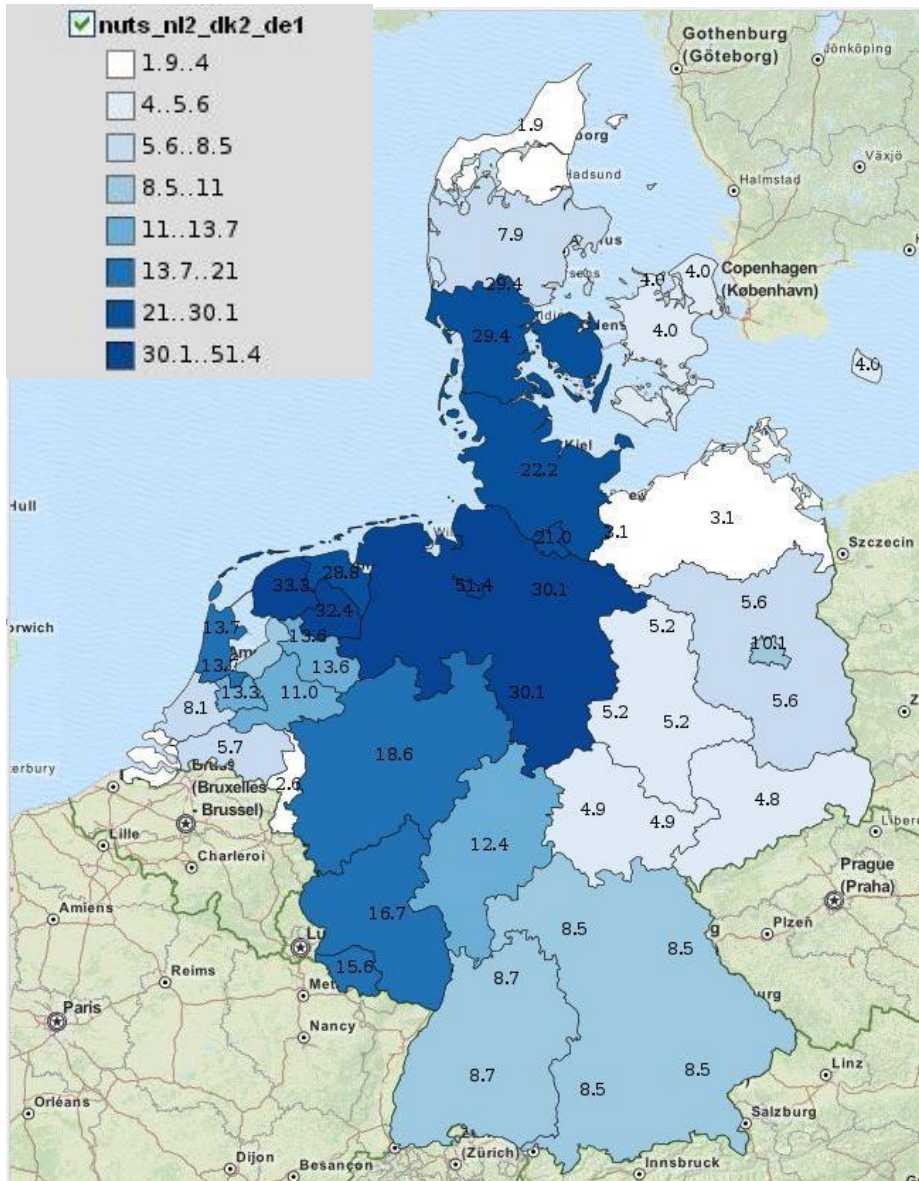 nuts_nl2_dk2_de1
1.9..4
4..5.6
5.6..8.5
8.5..11
11..13.7
13.7..21
21..30.1
30.1..51.4
Gothenburg
(Göteborg)
Jönköping
1.9
borg
Hadsund
Växjö
Halmstad
7.9
29.4
4.0
4.0
Copenhagen
(København)
29.4
4.0
4.0
Kiel
22.2
Hull
3.1
3.1
21.0
Szczecin
28.8
33.3
51.4
30.1
32.4
5.6
13.7
13.6
5.2
10.1
orwich
13.6
13.3
11.0
30.1
8.1
5.2
5.2
5.6
18.6
5.7
terbury
(Bruxelles
- Brussel)
2.6
4.8
4.9
4.9
Liberec
Lille
12.4
Charleroi
Prague
(Praha)
Amiens
16.7
8.5
8.5
Plzeň
15.6
8.7
Reims
Paris
Nancy
8.7
8.5
8.5
Linz
Orléans
Salzburg
(Zürich)
Dijon
Besançon
Innsbruck